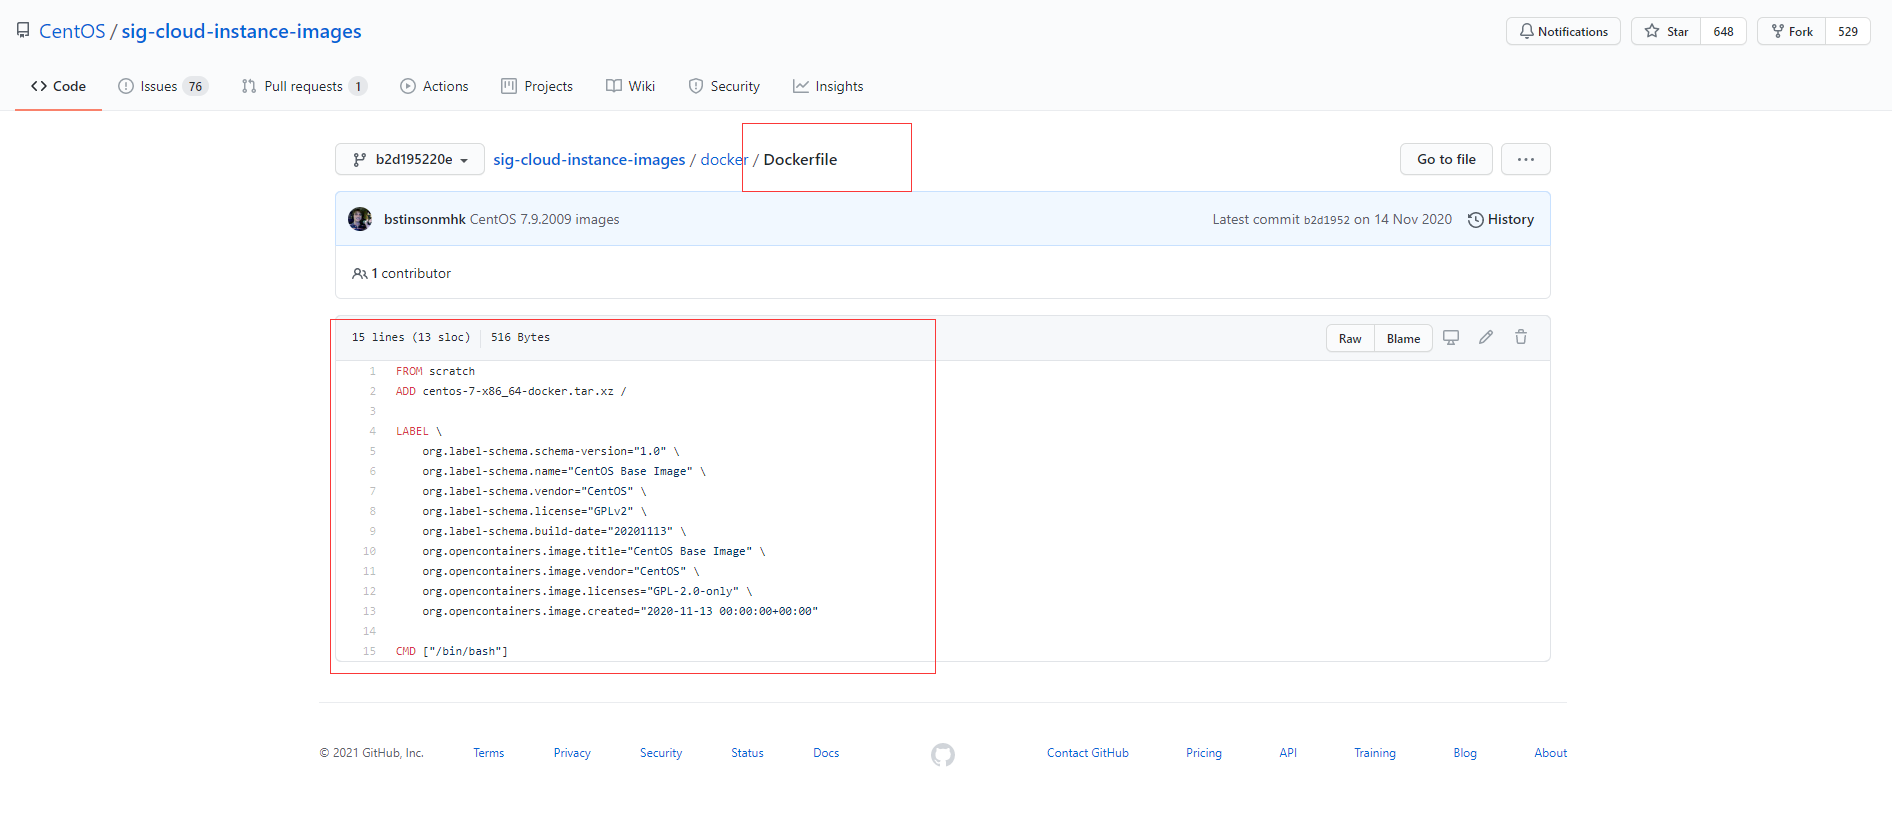 CentOS / sig-cloud-instance-images
Notifications
Star 648
Fork 529
Code
Issues 76
Pull requests 1
Actions
Projects
Wiki
Security
Insights
b2d195220e
sig-cloud-instance-images / docker / Dockerfile
Go to file
...
bstinsonmhk CentOS 7.9.2009 images
Latest commit b2d1952 on 14 Nov 2020
History
1 contributor
15 lines (13 sloc) 516 Bytes
Raw
Blame
1 FROM scratch
2 ADD centos-7-x86_64-docker.tar.xz /
3
4 LABEL \
5 org.label-schema.schema-version="1.0" \
6 org.label-schema.name="CentOS Base Image" \
7 org.label-schema.vendor="CentOS" \
8 org.label-schema.license="GPLv2" \
9 org.label-schema.build-date="20201113" \
10 org.opencontainers.image.title="CentOS Base Image" \
11 org.opencontainers.image.vendor="CentOS" \
12 org.opencontainers.image.licenses="GPL-2.0-only" \
13 org.opencontainers.image.created="2020-11-13 00:00:00+00:00"
14
15 CMD ["/bin/bash"]
© 2021 GitHub, Inc.
Terms
Privacy
Security
Status
Docs
Contact GitHub
Pricing
API
Training
Blog
About